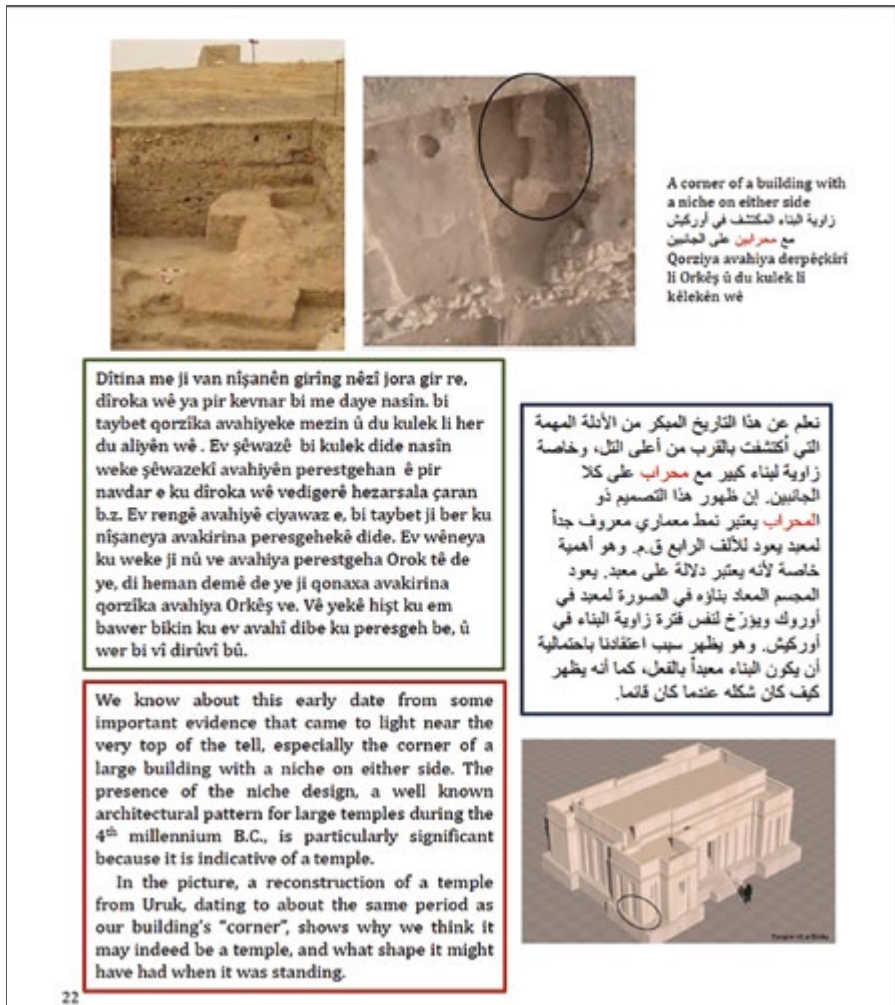 A corner of a building with
a niche on either side
زاوية البناء المكتشف في أوركيش
مع محرابين على الجانبين
Qorziya avahiya derpêçkirî
li Orkêş û du kulek li
kêlekên wê
Dîtina me ji van nîşanên girîng nêzî jora gir re,
dîroka wê ya pir kevnar bi me daye nasîn. bi
taybet qorzîka avahiyeke mezin û du kulek li her
du aliyên wê . Ev şêwazê bi kulek dide nasîn
weke şêwazekî avahiyên perestgehan ê pir
navdar e ku dîroka wê vedigerê hezarsala çaran
b.z. Ev rengê avahiyê ciyawaz e, bi taybet ji ber ku
nîşaneya avakirina peresgehekê dide. Ev wêneya
ku weke ji nû ve avahiya perestgeha Orok tê de
ye, di heman demê de ye ji qonaxa avakirina
qorzîka avahiya Orkêş ve. Vê yekê hişt ku em
bawer bikin ku ev avahî dibe ku peresgeh be, û
wer bi vî dirûvî bû.
نعلم عن هذا التاريخ المبكر من الأدلة المهمة
التي أكتشفت بالقرب من أعلى التل، وخاصة
زاوية لبناء كبير مع محراب على كلا
الجانبين. إن ظهور هذا التصميم ذو
المحراب يعتبر نمط معماري معروف جداً
لمعبد يعود للألف الرابع ق.م. وهو أهمية
خاصة لأنه يعتبر دلالة على معبد. يعود
المجسم المعاد بناؤه في الصورة لمعبد في
أوروك ويؤرّخ لنفس فترة زاوية البناء في
أوركيش. وهو يظهر سبب اعتقادنا باحتمالية
أن يكون البناء معبداً بالفعل، كما أنه يظهر
كيف كان شكله عندما كان قائما.
We know about this early date from some
important evidence that came to light near the
very top of the tell, especially the corner of a
large building with a niche on either side. The
presence of the niche design, a well known
architectural pattern for large temples during the
4th millennium B.C., is particularly significant
because it is indicative of a temple.
In the picture, a reconstruction of a temple
from Uruk, dating to about the same period as
our building's "corner", shows why we think it
may indeed be a temple, and what shape it might
have had when it was standing.
22